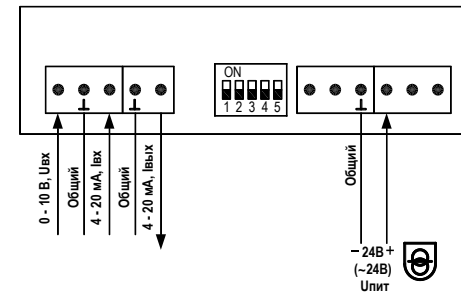 ON
1 2 3 4 5
0 - 10 В, Uвх
Общий
4 - 20 мА, Iвх
Общий
4 - 20 мА, Iвых
Общий
− 24В +
(~24В)
Uпит